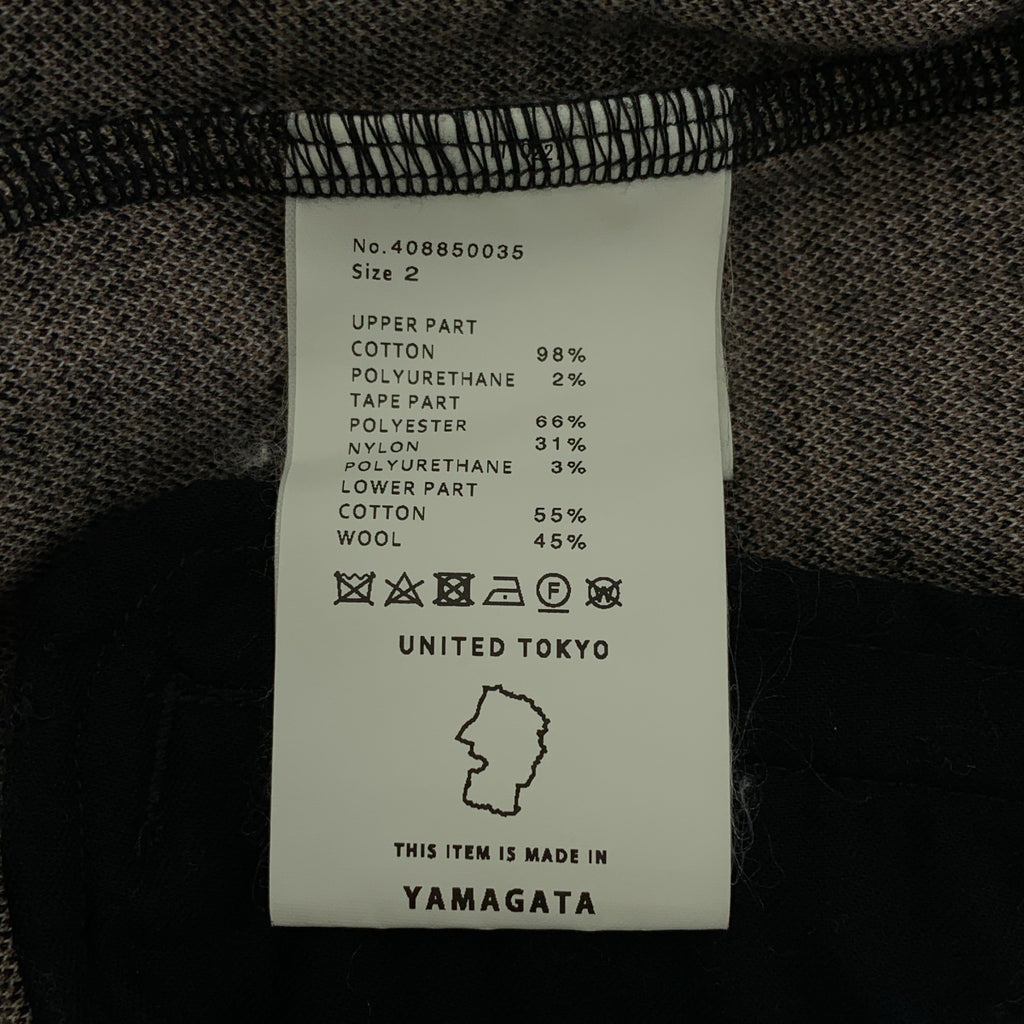 No.408850035
Size 2
UPPER PART
COTTON 98%
POLYURETHANE 2%
TAPE PART
POLYESTER 66%
NYLON 31%
POLYURETHANE 3%
LOWER PART
COTTON 55%
WOOL 45%
F W
UNITED TOKYO
THIS ITEM IS MADE IN
YAMAGATA